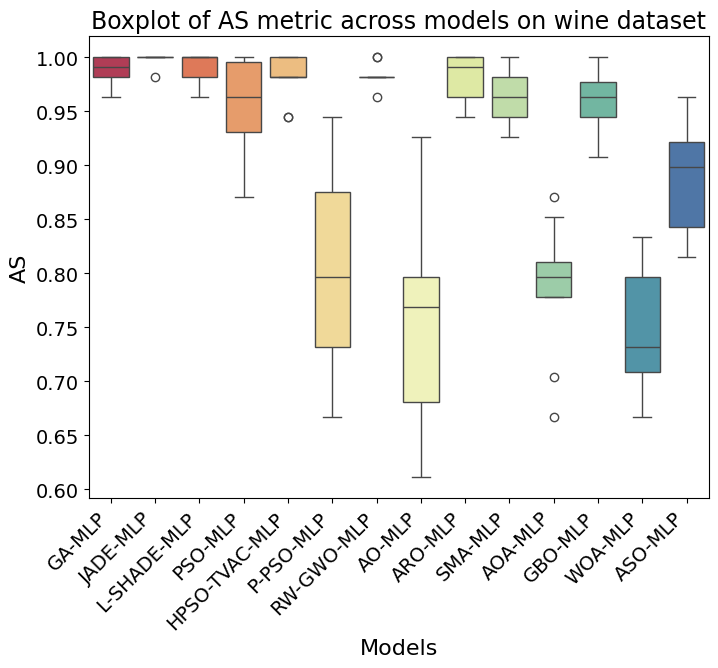 Boxplot of AS metric across models on wine dataset
AS
1.00
0.95
0.90
0.85
0.80
0.75
0.70
0.65
0.60
GA-MLP
JADE-MLP
L-SHADE-MLP
PSO-MLP
HPSO-TVAC-MLP
P-PSO-MLP
RW-GWO-MLP
AO-MLP
ARO-MLP
SMA-MLP
AOA-MLP
GBO-MLP
WOA-MLP
ASO-MLP
Models